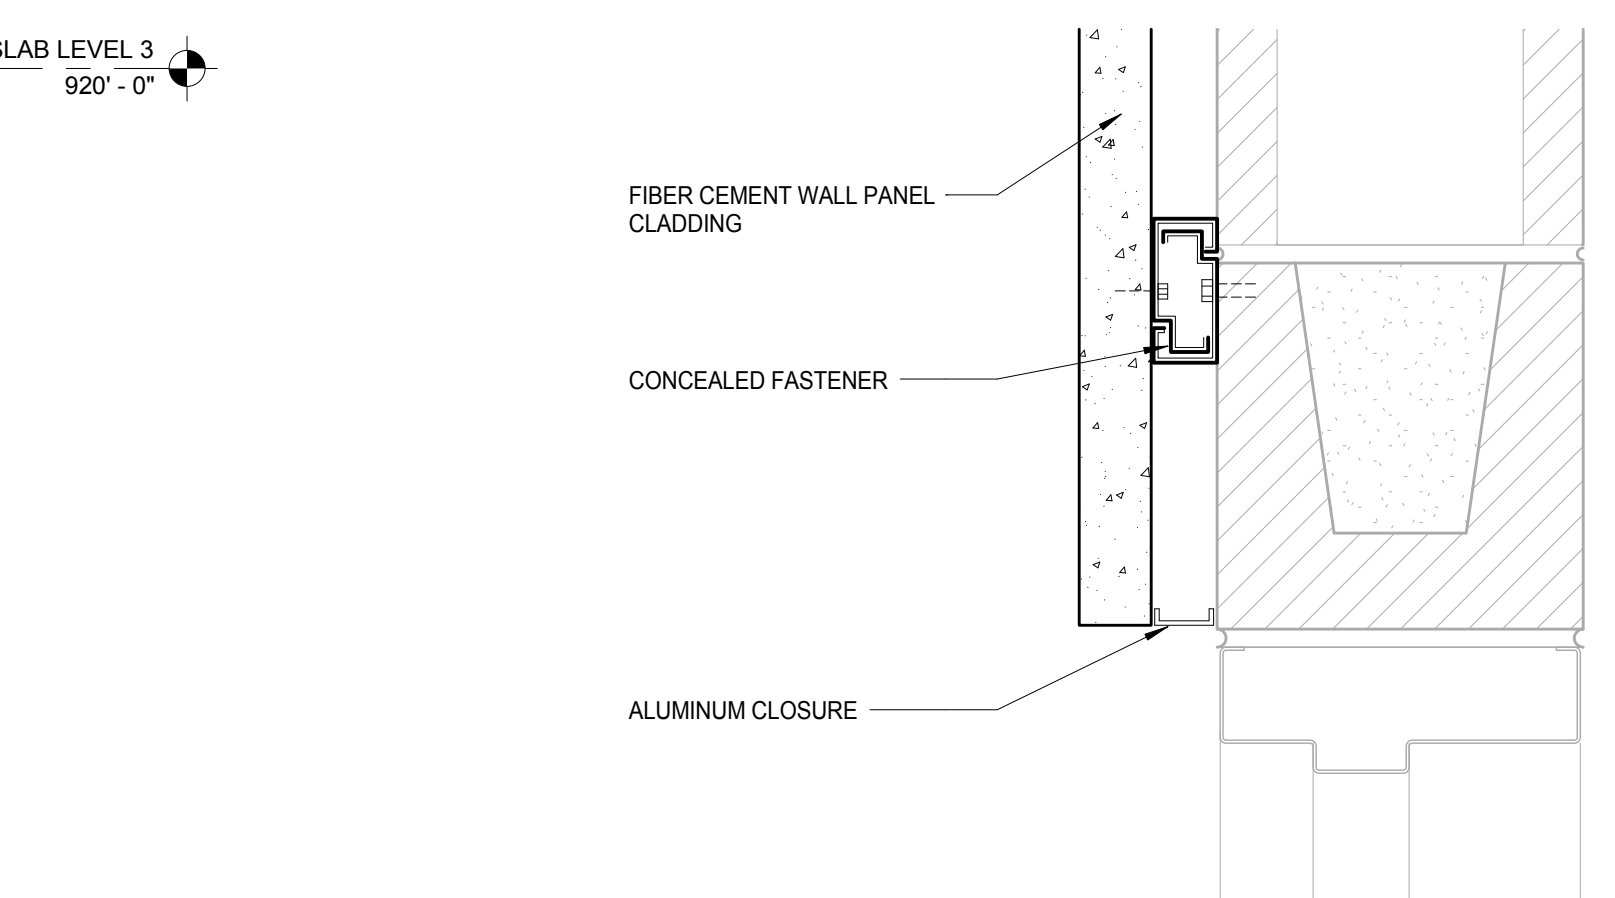 SLAB LEVEL 3
920' - 0"
FIBER CEMENT WALL PANEL
CLADDING
CONCEALED FASTENER
ALUMINUM CLOSURE